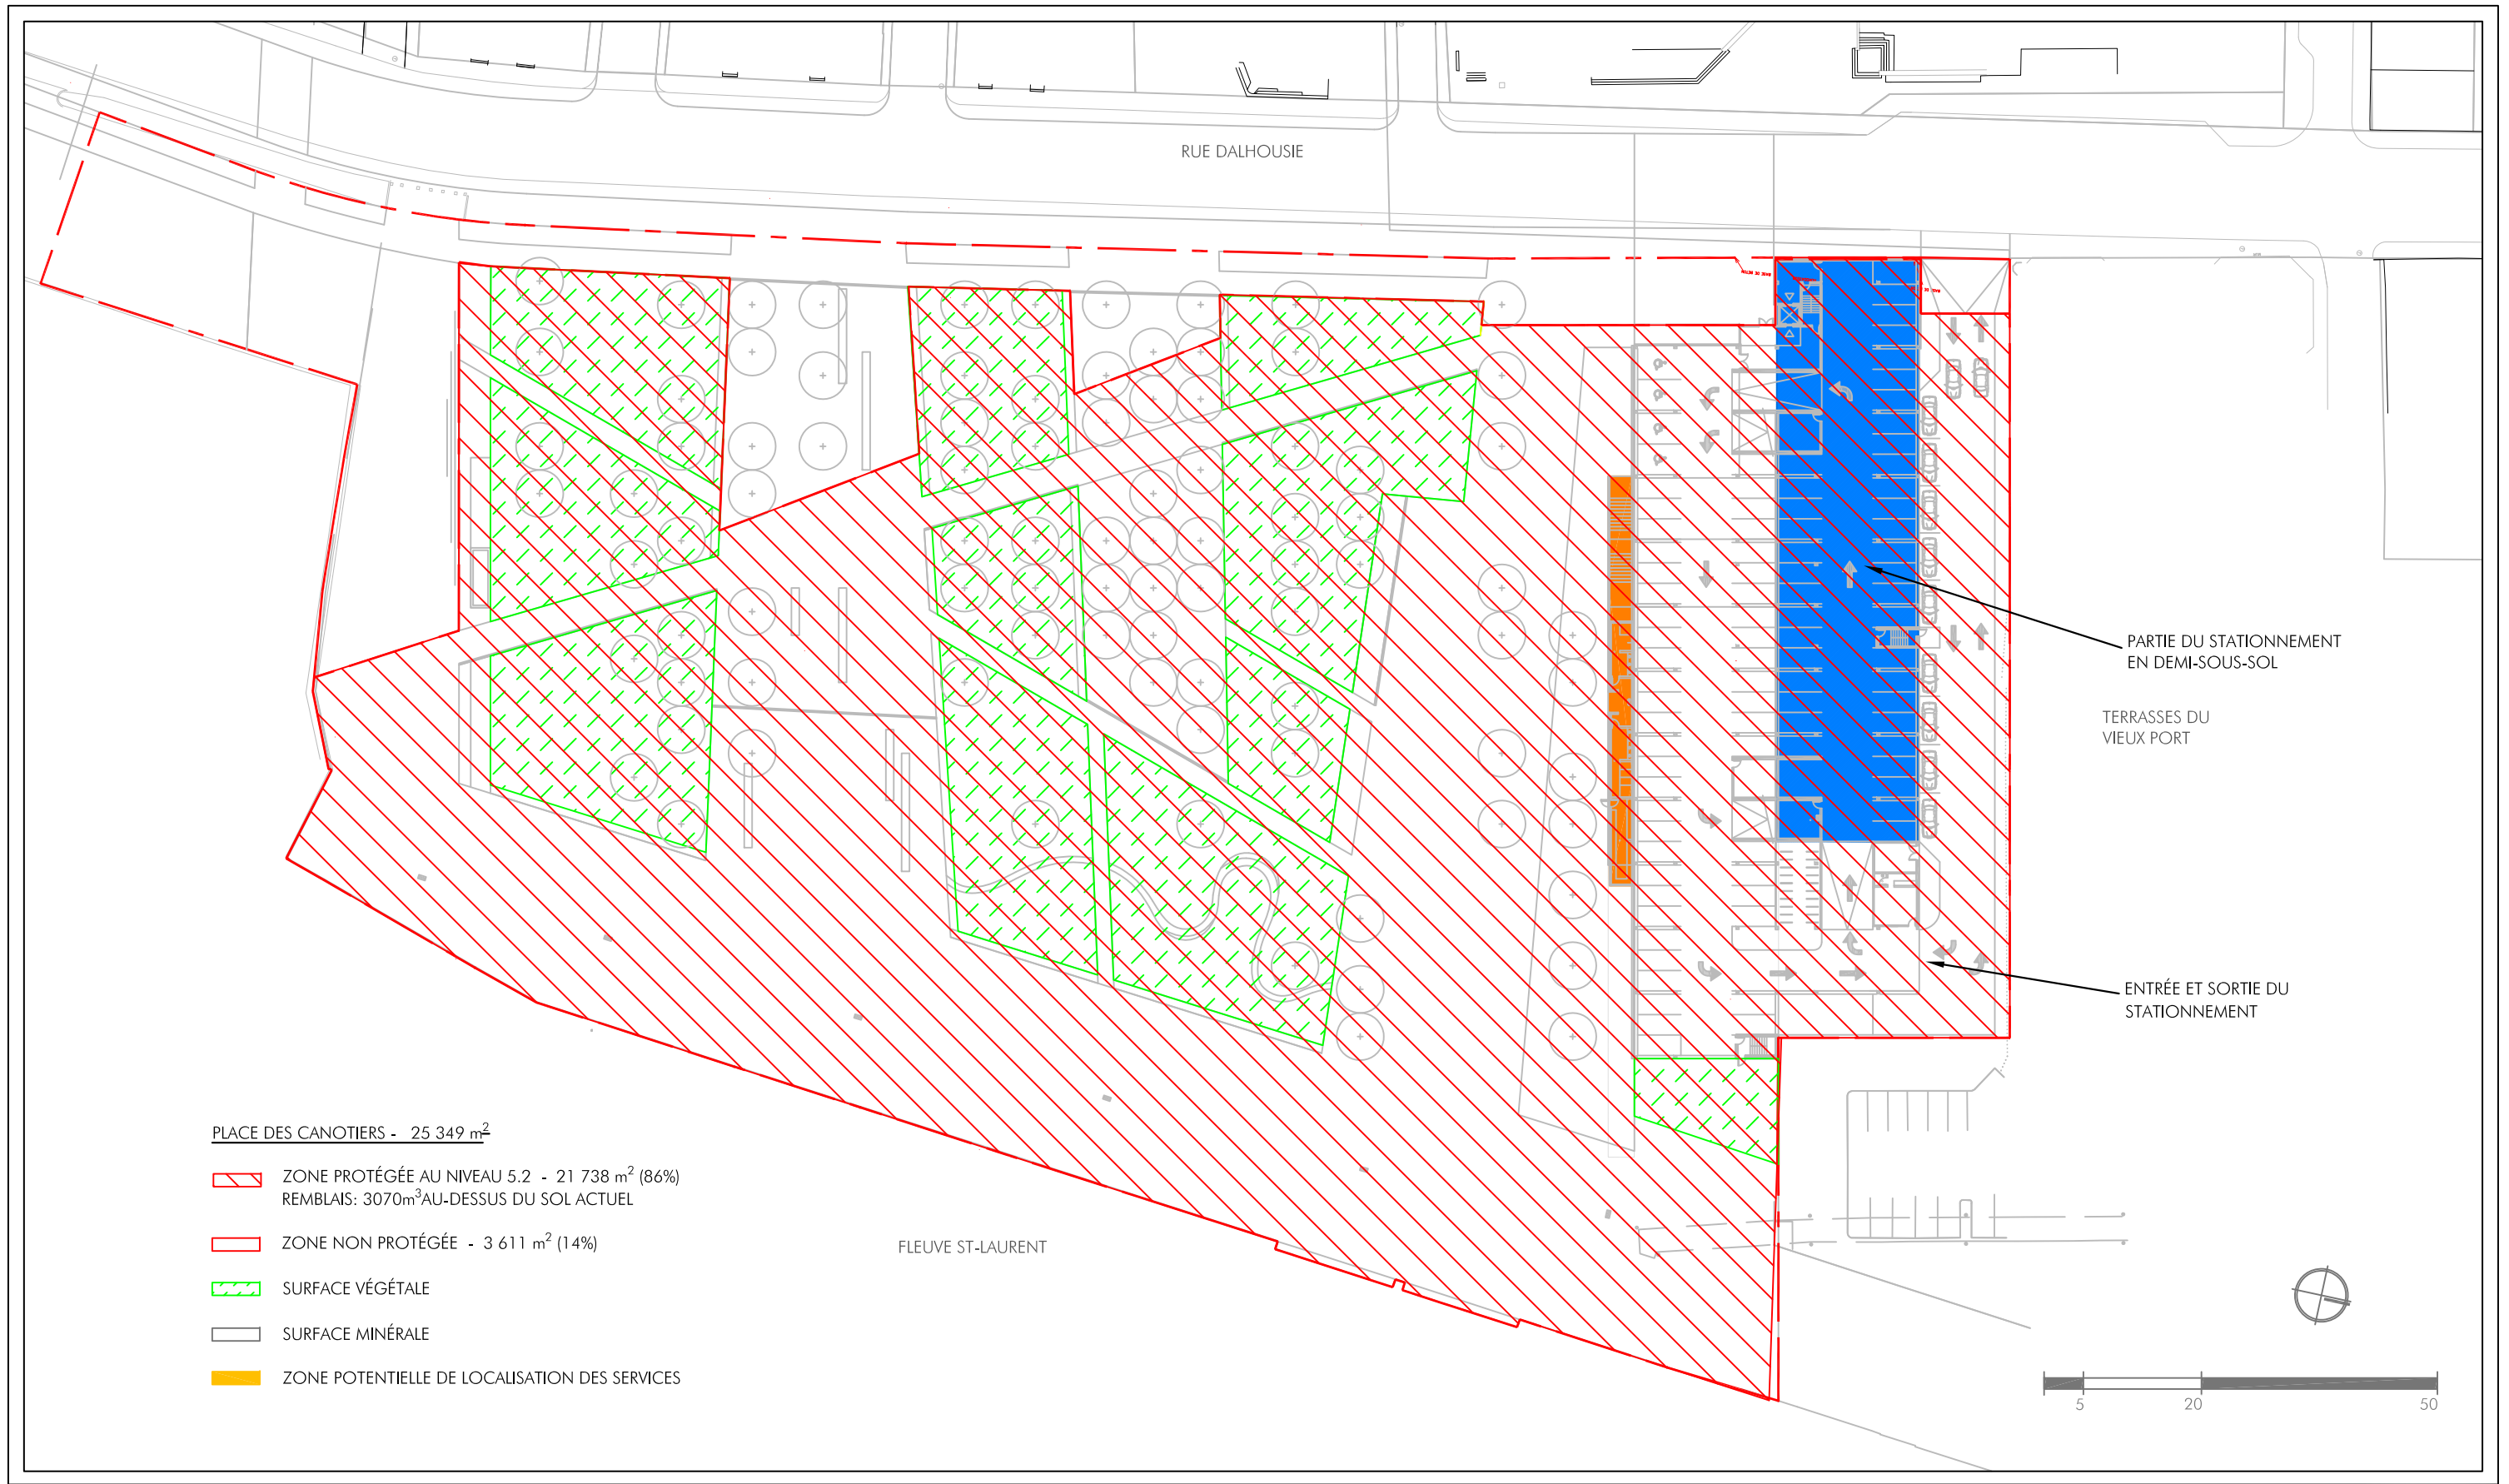 RUE DALHOUSIE
PARTIE DU STATIONNEMENT
EN DEMI-SOUS-SOL
TERRASSES DU
VIEUX PORT
ENTRÉE ET SORTIE DU
STATIONNEMENT
PLACE DES CANOTIERS - 25 349 m²
ZONE PROTÉGÉE AU NIVEAU 5.2 - 21 738 m² (86%)
REMBLAIS: 3070m³AU-DESSUS DU SOL ACTUEL
ZONE NON PROTÉGÉE - 3 611 m² (14%)
SURFACE VÉGÉTALE
SURFACE MINÉRALE
ZONE POTENTIELLE DE LOCALISATION DES SERVICES
FLEUVE ST-LAURENT
5 20 50